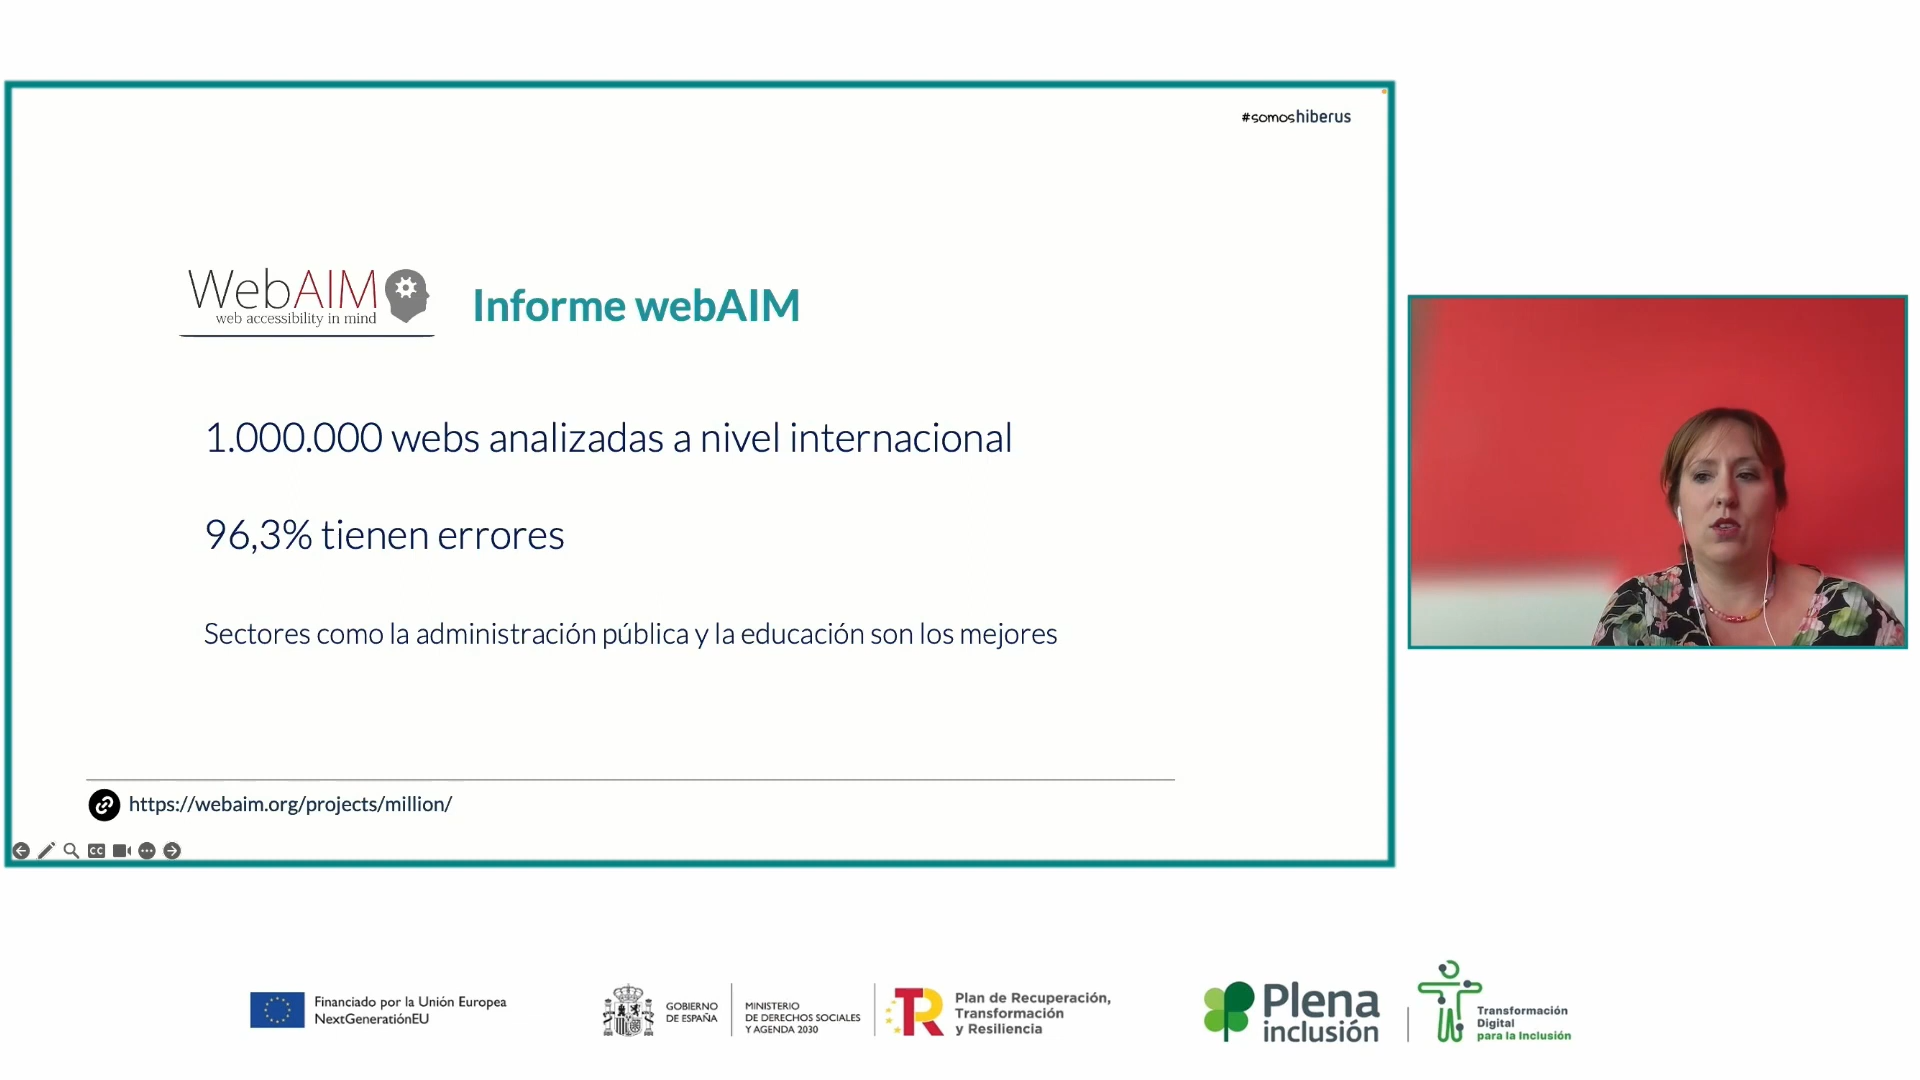 #somoshiberus
WebAIM
web accessibility in mind
Informe webAIM
1.000.000 webs analizadas a nivel internacional
96,3% tienen errores
Sectores como la administración pública y la educación son los mejores
https://webaim.org/projects/million/
CC
Financiado por la Unión Europea
NextGenerationEU
GOBIERNO
DE ESPAÑA
MINISTERIO
DE DERECHOS SOCIALES
Y AGENDA 2030
TR
Plan de Recuperación,
Transformación
y Resiliencia
Plena
inclusión
Transformación
Digital
para la Inclusión